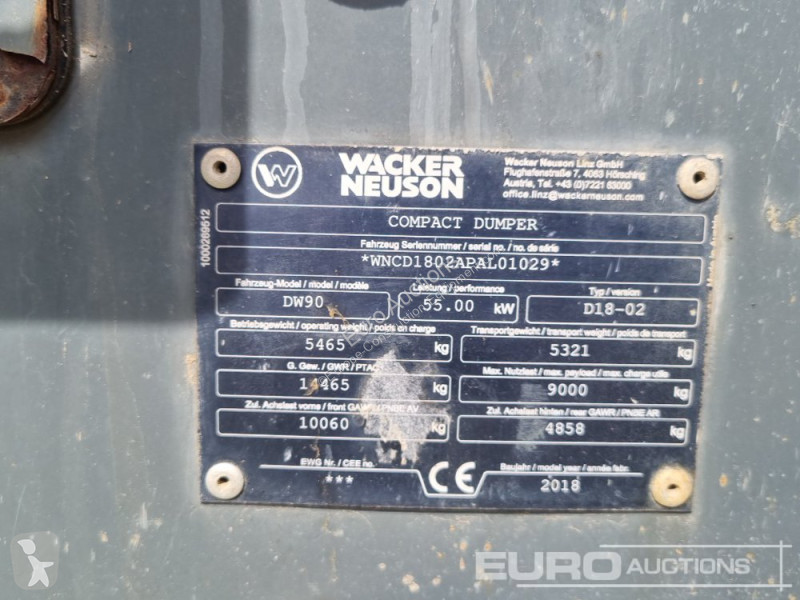 WACKER
NEUSON
Wacker Neuson Linz GmbH
Flughafenstraße 7, 4063 Hörsching
Austria, Tel. +43 (0)7221 63000
office.linz@wackerneuson.com
1000269512
COMPACT DUMPER
Fahrzeug Seriennummer / serial no. / no. de série
*WNCD1802APAL01029*
Fahrzeug-Model / model / modèle
DW90
Leistung / performance
55.00 kW
Typ / version
D18-02
Betriebsgewicht / operating weight / poids en charge
5465 kg
Transportgewicht / transport weight / poids de transport
5321 kg
G. Gew. / GWR / PTAC
14465 kg
Max. Nutzlast / max. payload / max. charge utile
9000 kg
Zul. Achslast vorne / front GAWR / PNBE AV
10060 kg
Zul. Achslast hinten / rear GAWR / PNBE AR
4858 kg
EWG Nr. / CEE no.
***
CE
Baujahr / model year / année fabr.
2018
EURO AUCTIONS